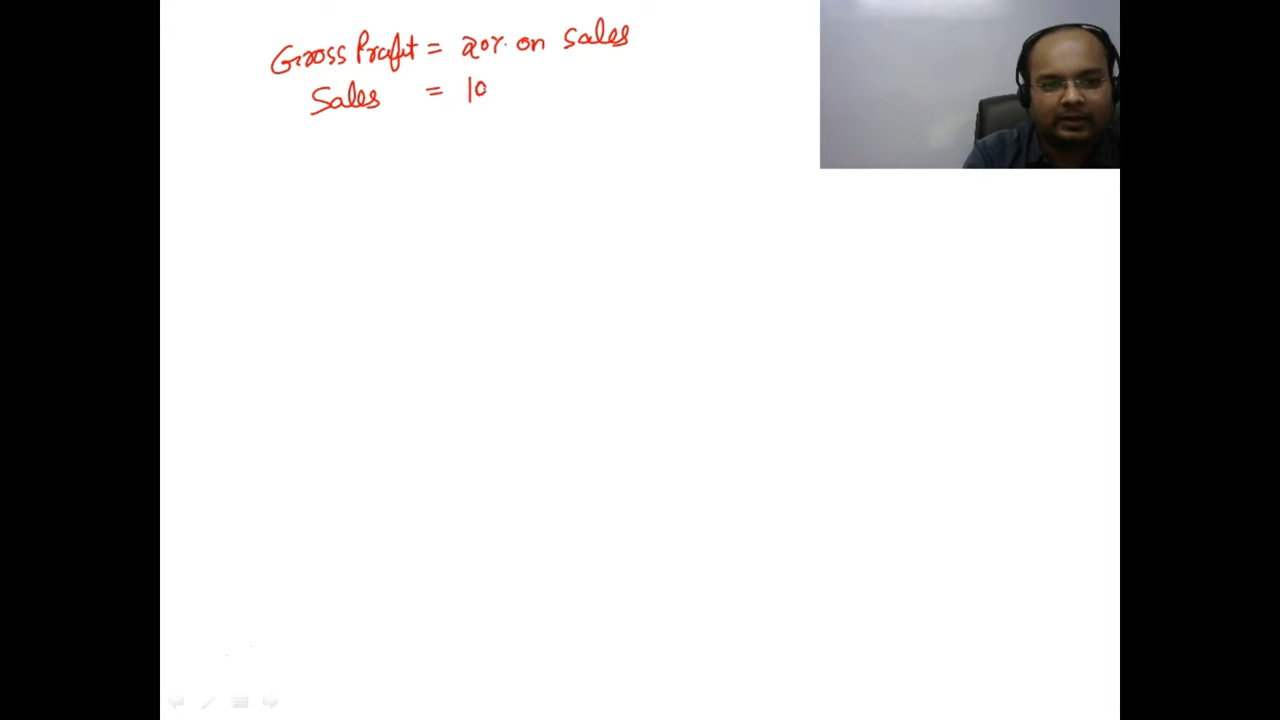 Gross Profit = 20% on sales
Sales = 10